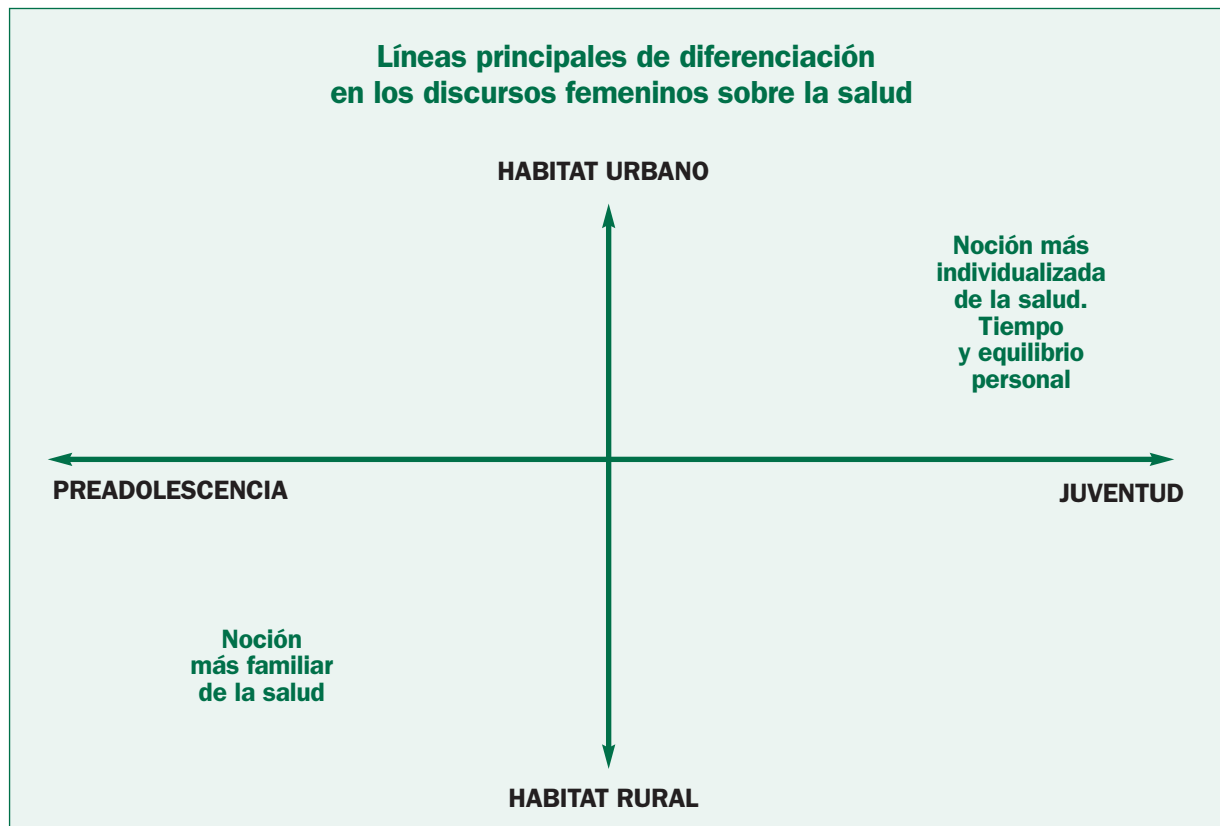 Líneas principales de diferenciación
en los discursos femeninos sobre la salud
HABITAT URBANO
Noción más
individualizada
de la salud.
Tiempo
y equilibrio
personal
PREADOLESCENCIA
JUVENTUD
Noción
más familiar
de la salud
HABITAT RURAL